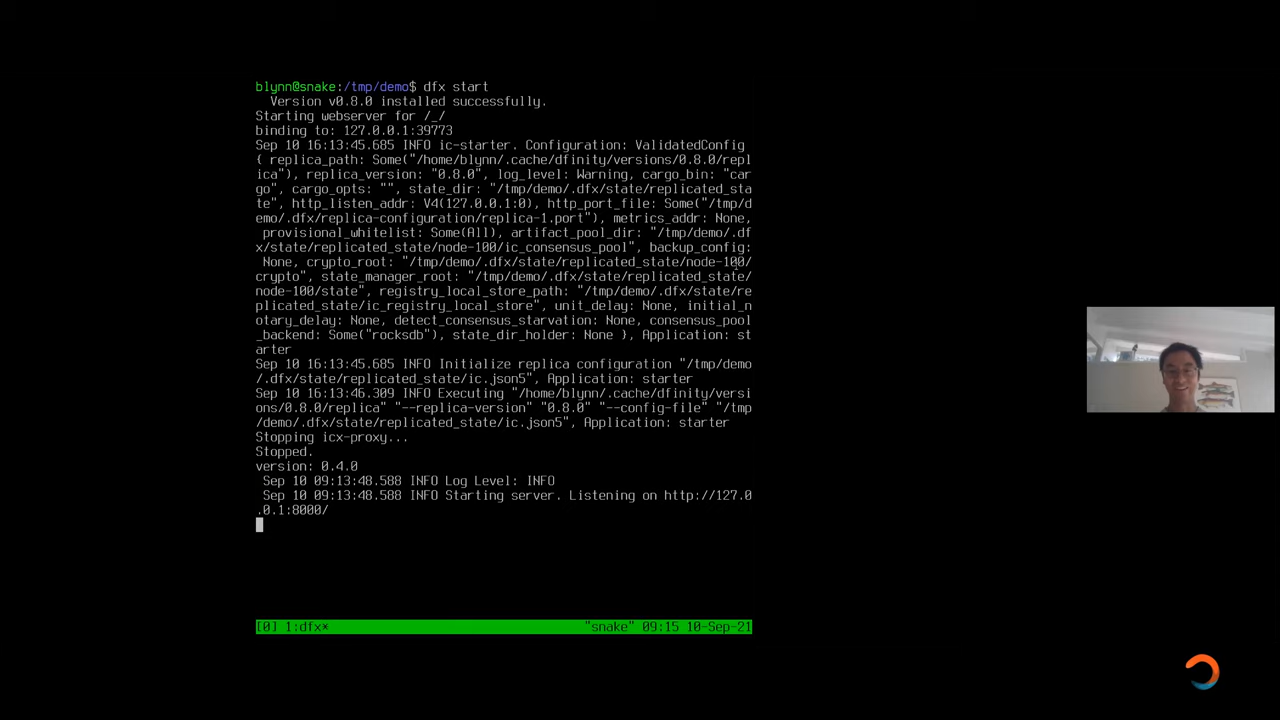 blynn@snake:/tmp/demo$ dfx start
  Version v0.8.0 installed successfully.
Starting webserver for /_/
binding to: 127.0.0.1:39773
Sep 10 16:13:45.685 INFO ic-starter. Configuration: ValidatedConfig
{ replica_path: Some("/home/blynn/.cache/dfinity/versions/0.8.0/repl
ica"), replica_version: "0.8.0", log_level: Warning, cargo_bin: "car
go", cargo_opts: "", state_dir: "/tmp/demo/.dfx/state/replicated_sta
te", http_listen_addr: V4(127.0.0.1:0), http_port_file: Some("/tmp/d
emo/.dfx/replica-configuration/replica-1.port"), metrics_addr: None,
 provisional_whitelist: Some(All), artifact_pool_dir: "/tmp/demo/.df
x/state/replicated_state/node-100/ic_consensus_pool", backup_config:
 None, crypto_root: "/tmp/demo/.dfx/state/replicated_state/node-100/
crypto", state_manager_root: "/tmp/demo/.dfx/state/replicated_state/
node-100/state", registry_local_store_path: "/tmp/demo/.dfx/state/re
plicated_state/ic_registry_local_store", unit_delay: None, initial_n
otary_delay: None, detect_consensus_starvation: None, consensus_pool
_backend: Some("rocksdb"), state_dir_holder: None }, Application: st
arter
Sep 10 16:13:45.685 INFO Initialize replica configuration "/tmp/demo
/.dfx/state/replicated_state/ic.json5", Application: starter
Sep 10 16:13:46.309 INFO Executing "/home/blynn/.cache/dfinity/versi
ons/0.8.0/replica" "--replica-version" "0.8.0" "--config-file" "/tmp
/demo/.dfx/state/replicated_state/ic.json5", Application: starter
Stopping icx-proxy...
Stopped.
version: 0.4.0
 Sep 10 09:13:48.588 INFO Log Level: INFO
 Sep 10 09:13:48.588 INFO Starting server. Listening on http://127.0
.0.1:8000/
[0] 1:dfx* "snake" 09:15 10-Sep-21